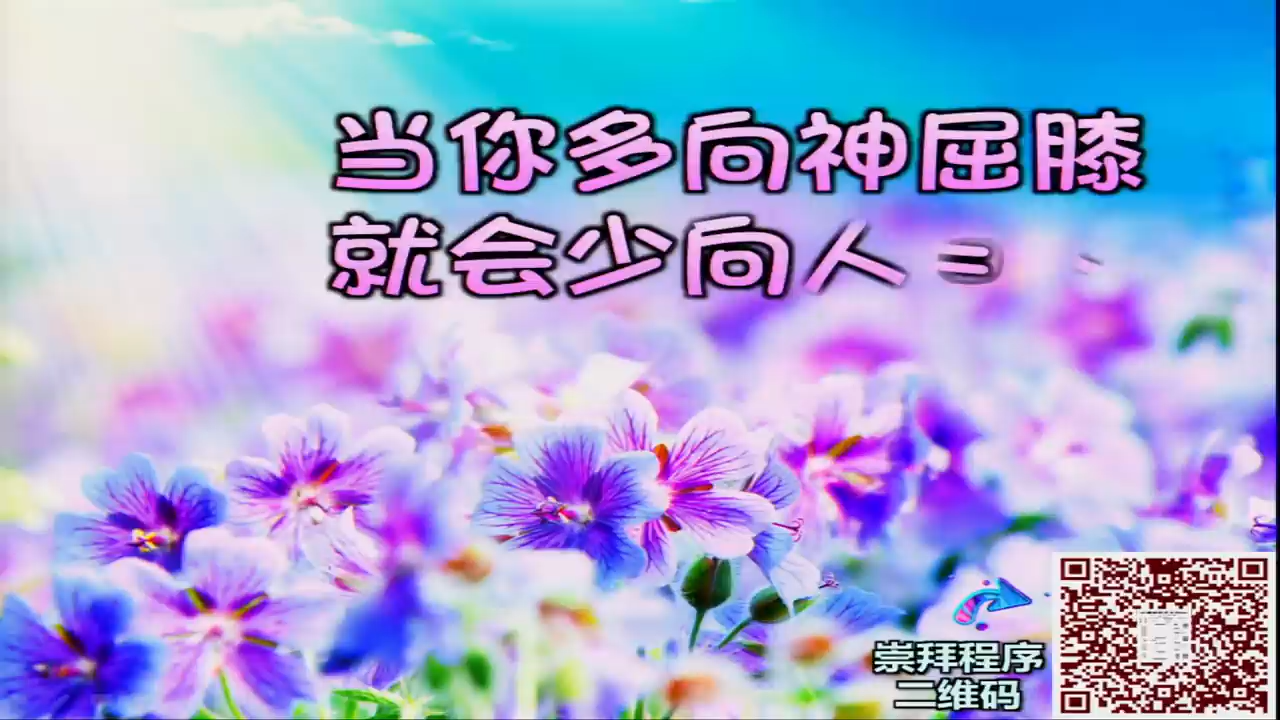 当你多向神屈膝
就会少向人
崇拜程序
二维码